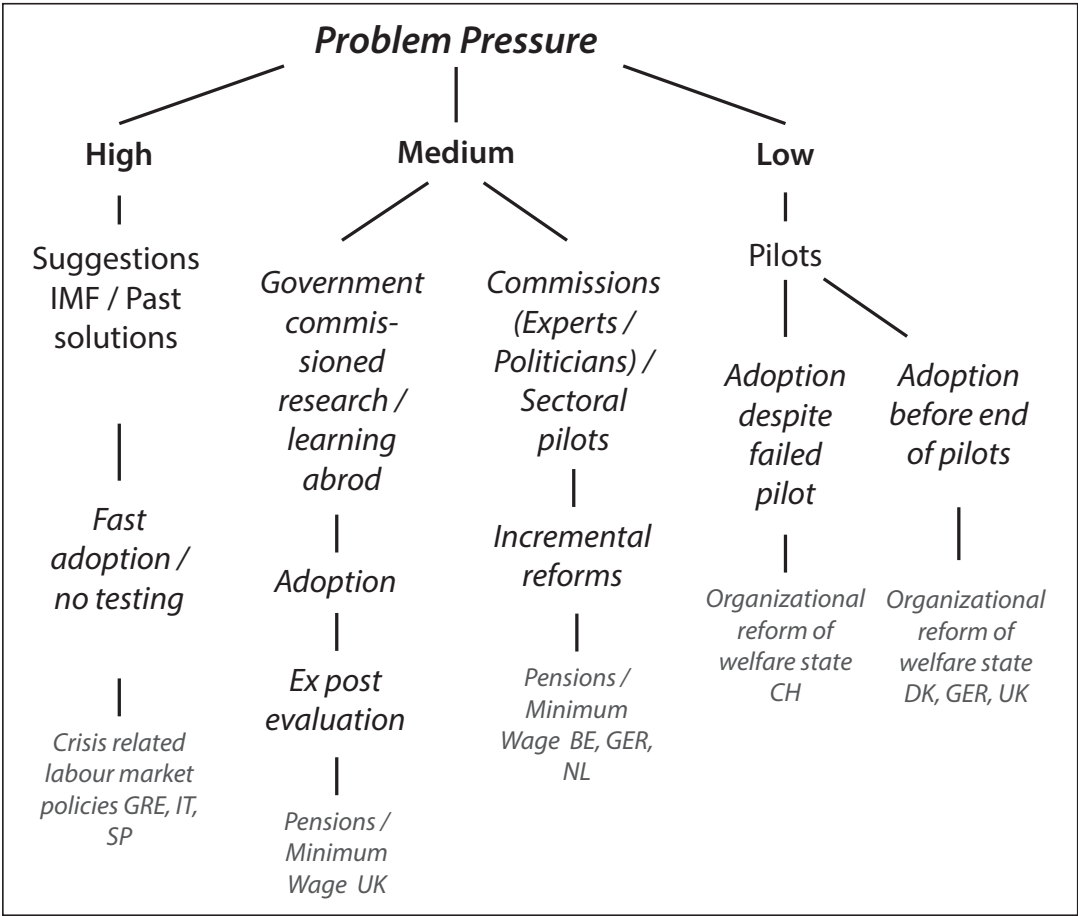 Problem Pressure
High
Medium
Low
Suggestions
IMF / Past
solutions
Fast
adoption /
no testing
Crisis related
labour market
policies GRE, IT,
SP
Government
commis-
sioned
research /
learning
abrod
Adoption
Ex post
evaluation
Pensions /
Minimum
Wage UK
Commissions
(Experts /
Politicians) /
Sectoral
pilots
Incremental
reforms
Pensions /
Minimum
Wage BE, GER,
NL
Pilots
Adoption
despite
failed
pilot
Organizational
reform of
welfare state
CH
Adoption
before end
of pilots
Organizational
reform of
welfare state
DK, GER, UK